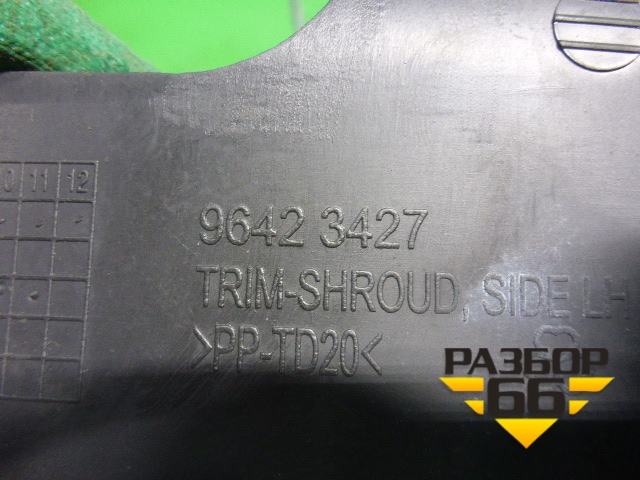 0 11 12
9642 3427
TRIM-SHROUD, SIDE LH
>PP-TD20<
РАЗБОР
66